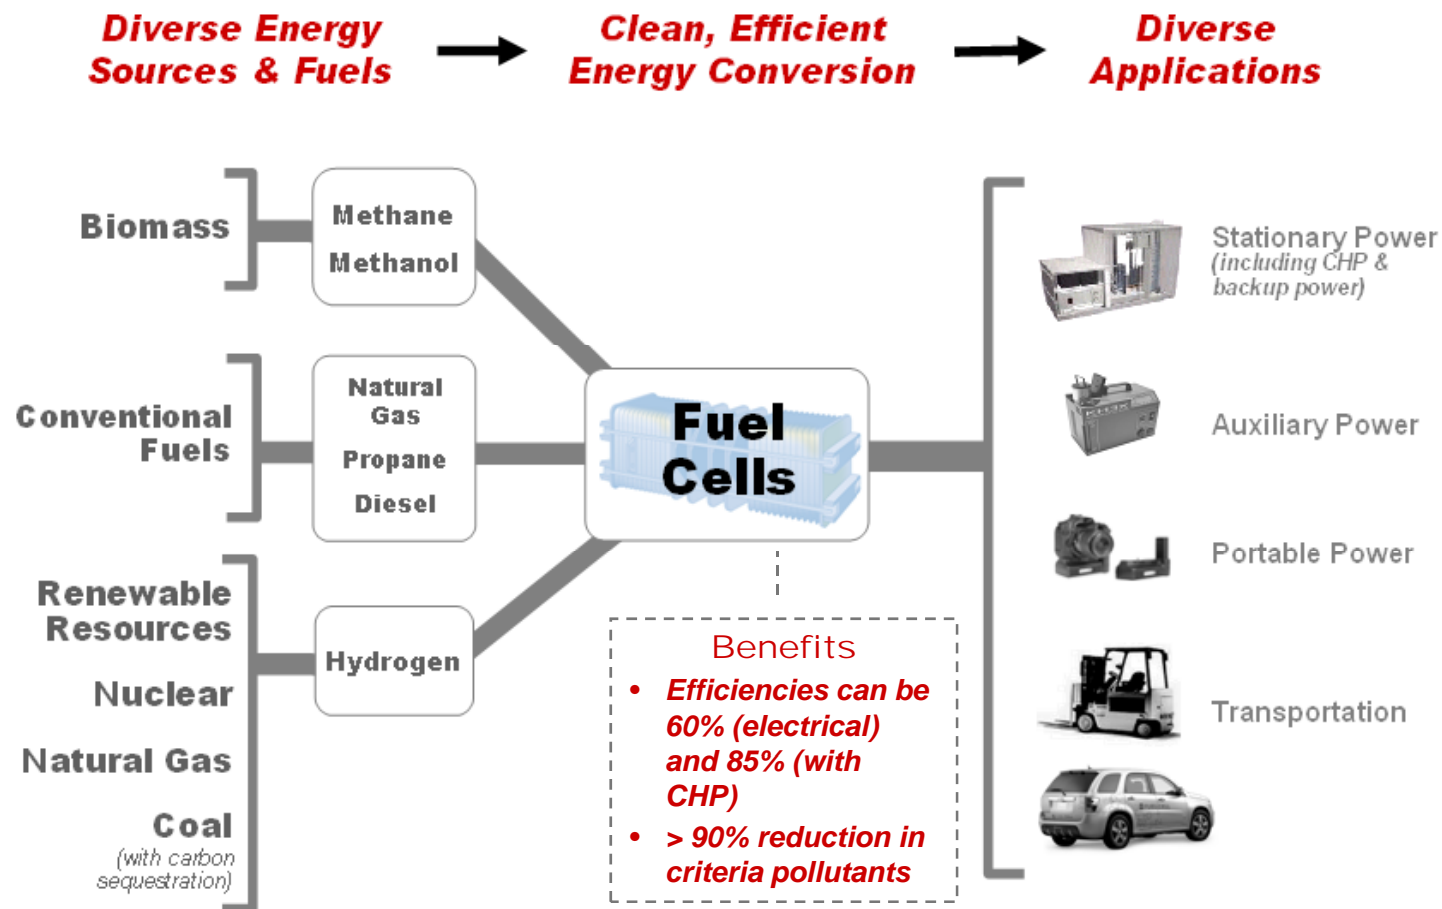 Diverse Energy
Sources & Fuels
Clean, Efficient
Energy Conversion
Diverse
Applications
Biomass
Methane
Methanol
Conventional
Fuels
Natural
Gas
Propane
Diesel
Renewable
Resources
Nuclear
Natural Gas
Coal
(with carbon
sequestration)
Hydrogen
Fuel
Cells
Benefits
• Efficiencies can be
60% (electrical)
and 85% (with
CHP)
• > 90% reduction in
criteria pollutants
Stationary Power
(including CHP &
backup power)
Auxiliary Power
Portable Power
Transportation